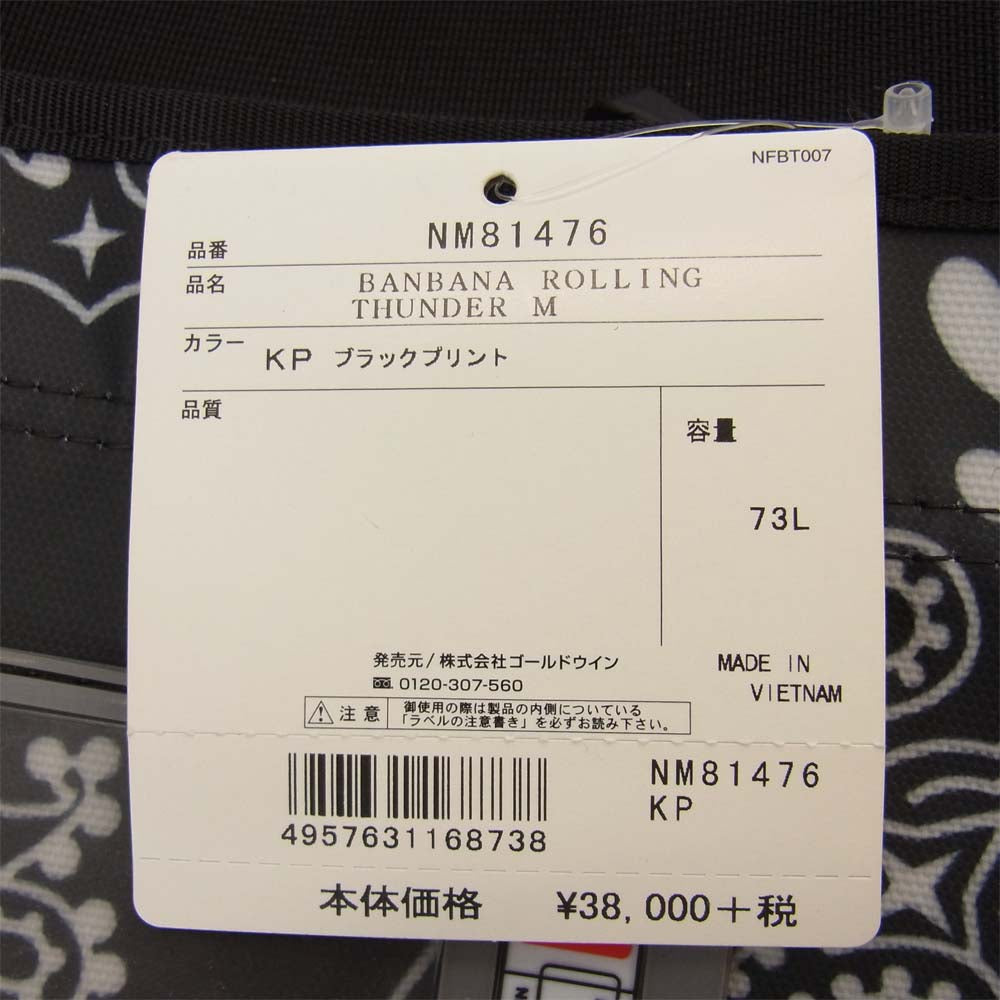 NFBT007
品番 NM81476
品名 BANBANA ROLLING
THUNDER M
カラー KP ブラックプリント
品質
容量
73L
発売元/株式会社ゴールドウイン
0120-307-560
MADE IN
VIETNAM
注意
御使用の際は製品の内側についている
「ラベルの注意書き」を必ずお読み下さい。
4957631168738
NM81476
KP
本体価格 ¥38,000+税
N